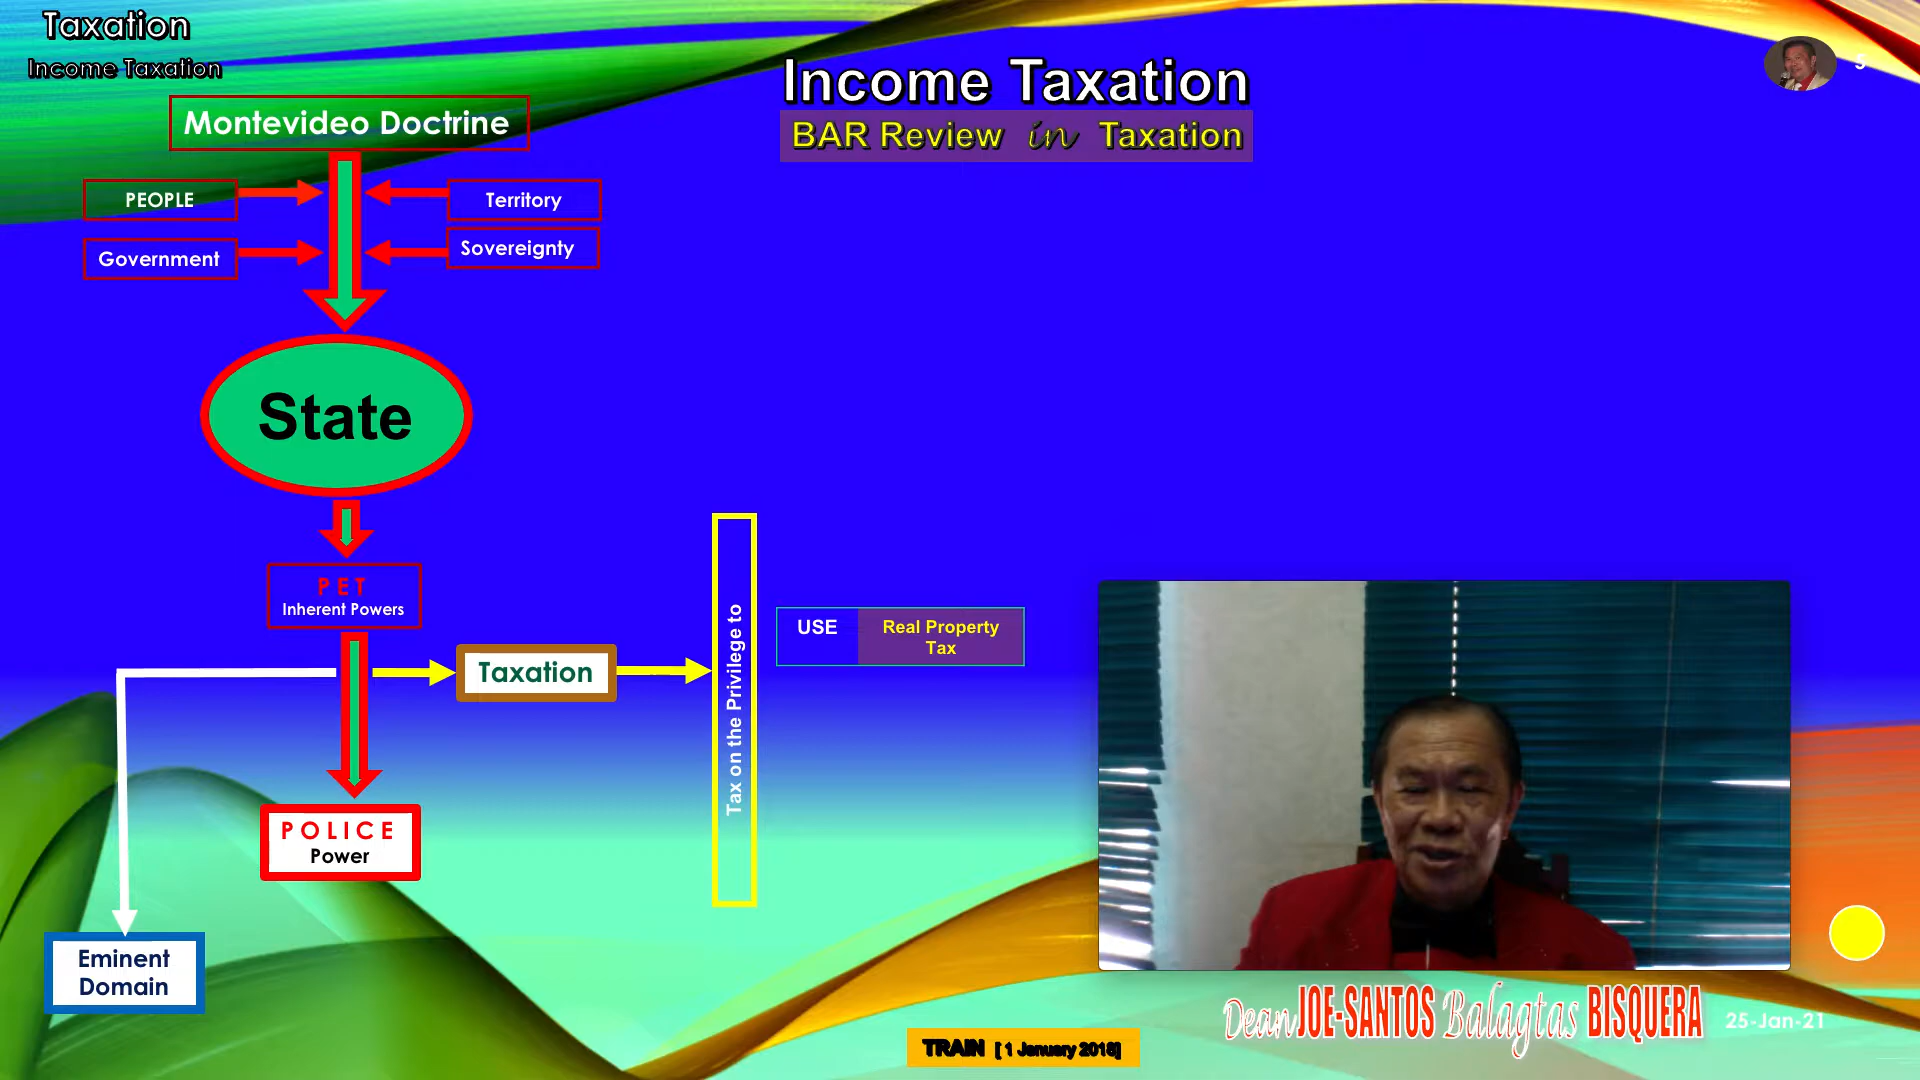 Taxation
Income Taxation
Income Taxation
BAR Review in Taxation
Montevideo Doctrine
PEOPLE
Territory
Government
Sovereignty
State
PET
Inherent Powers
Taxation
Tax on the Privilege to
USE
Real Property
Tax
POLICE
Power
Eminent
Domain
Dean JOE-SANTOS Balagtas BISQUERA
25-Jan-21
TRAIN [ 1 January 2018]